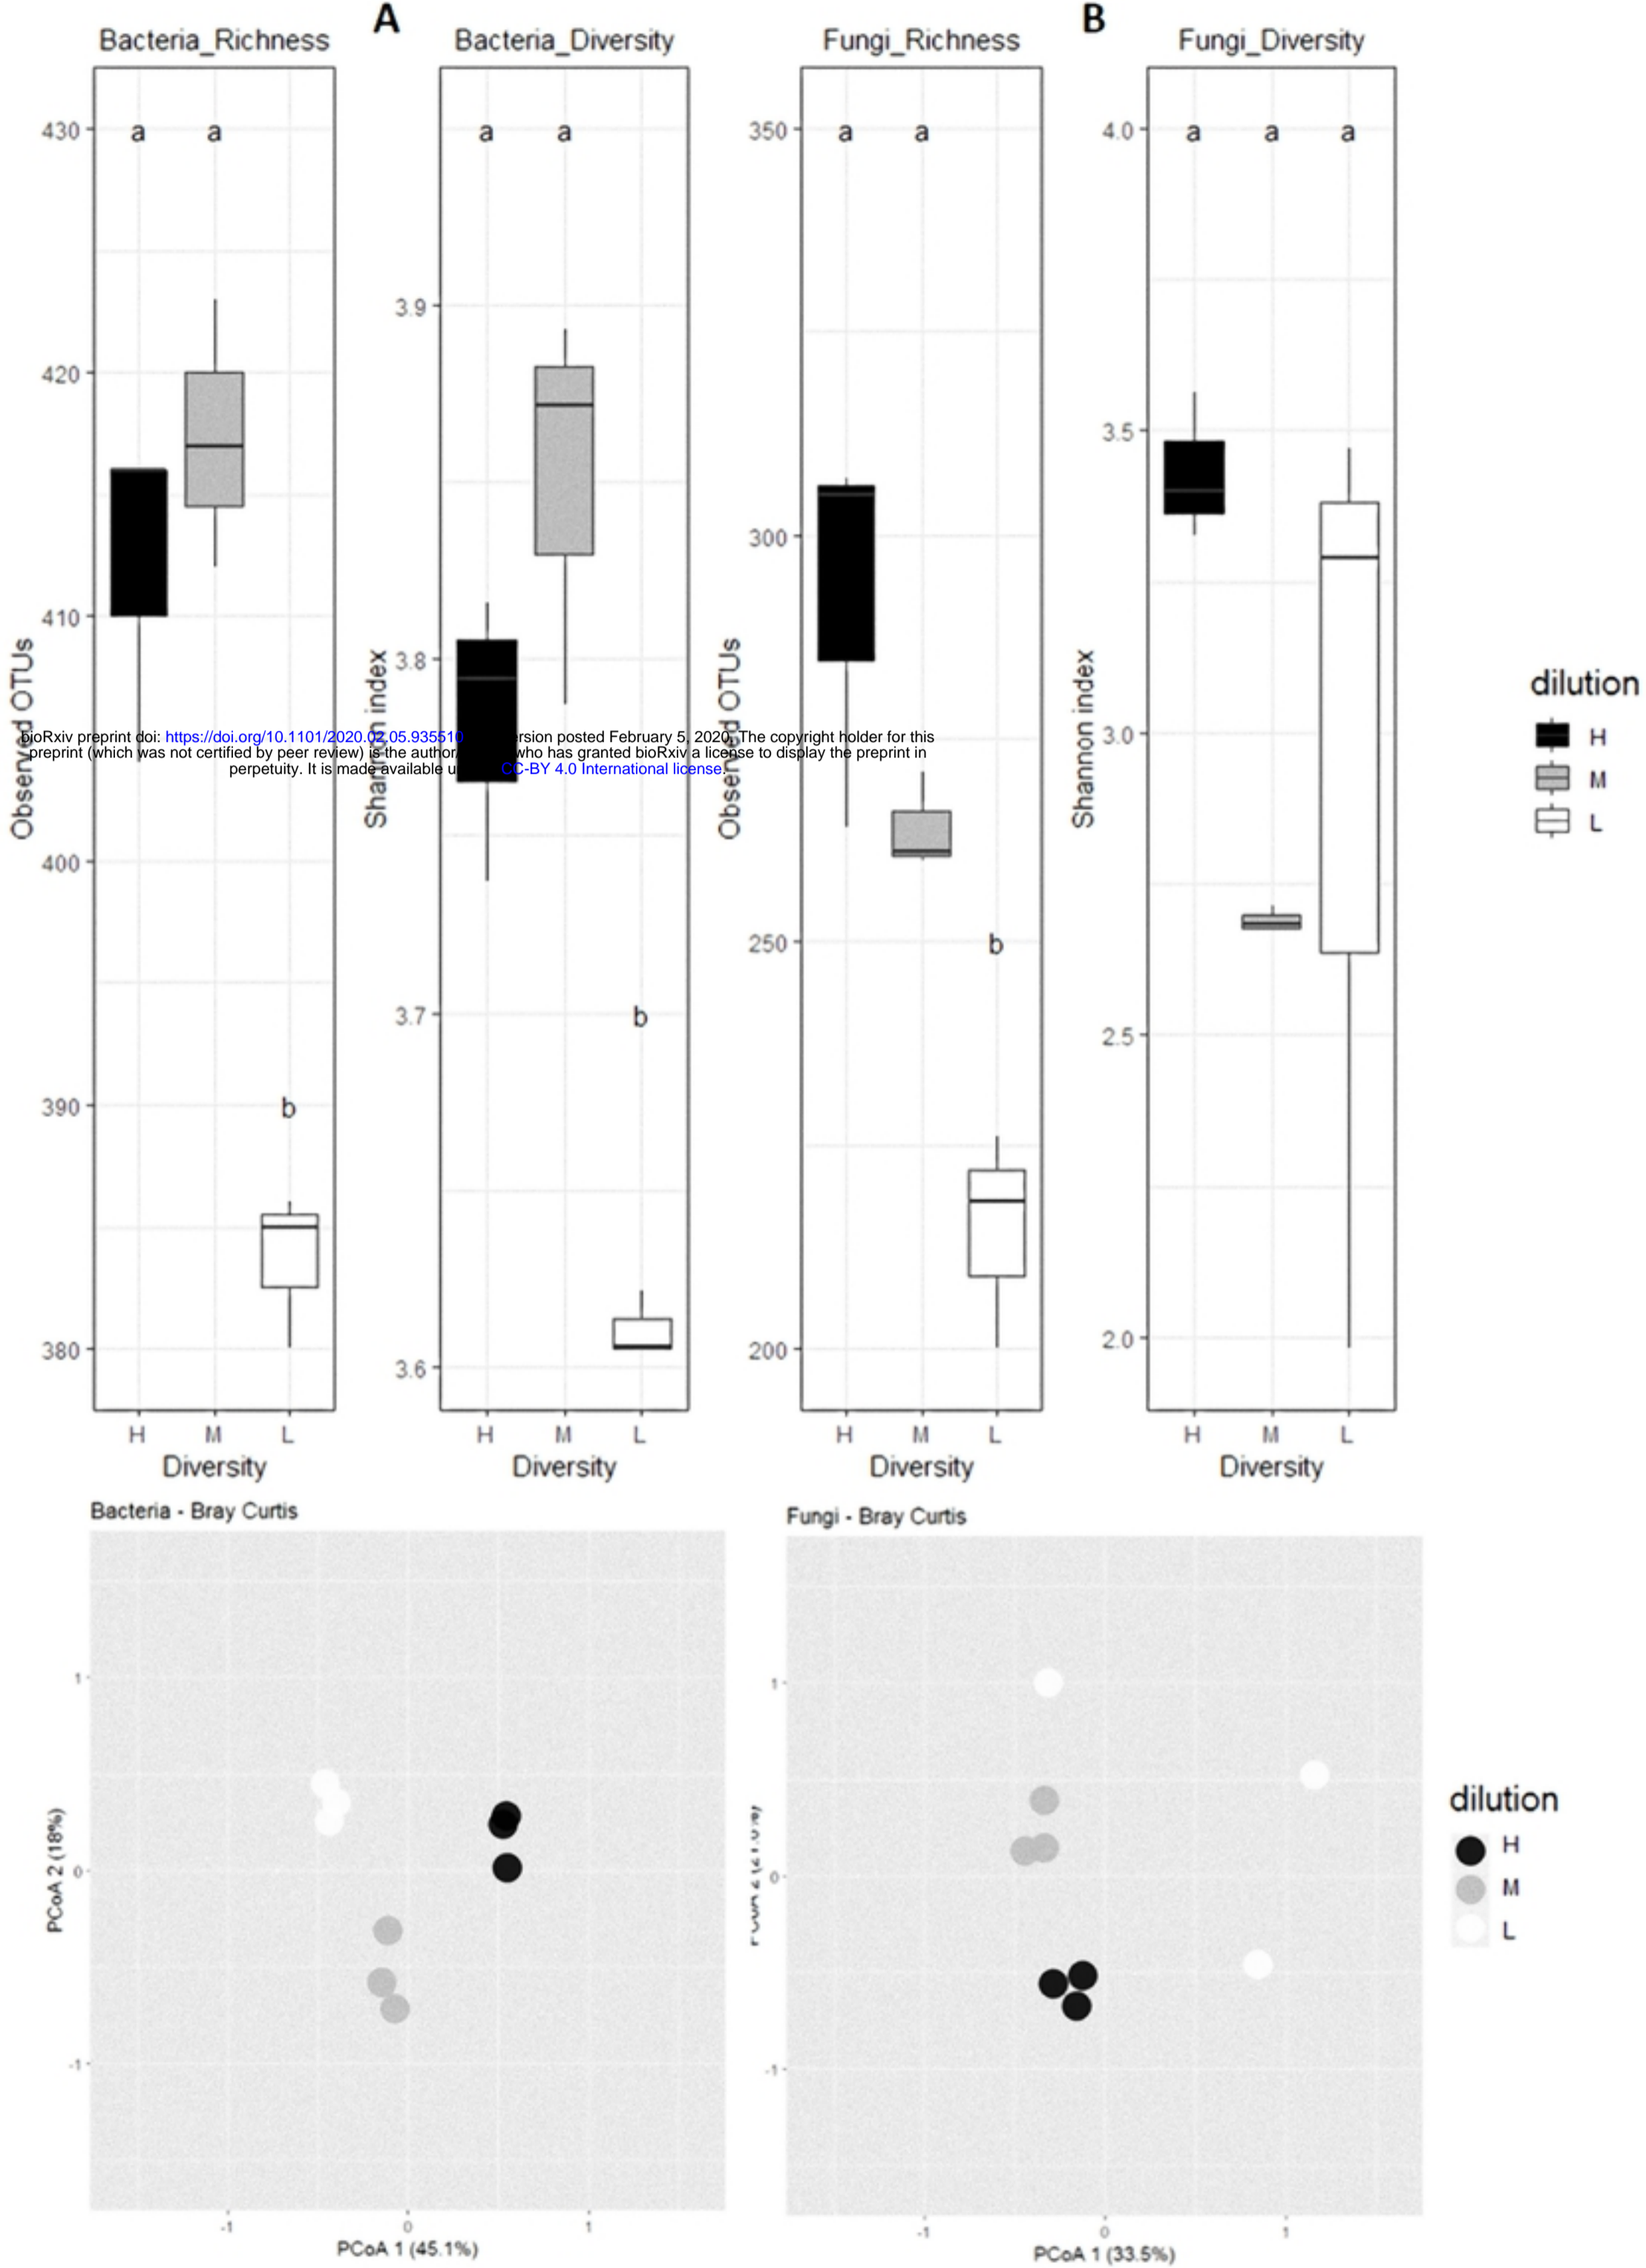 A
B
Bacteria_Richness
Bacteria_Diversity
Fungi_Richness
Fungi_Diversity
430
420
410
400
390
380
Observed OTUs
a
a
b
H
M
L
Diversity
3.9
3.8
3.7
3.6
Shannon index
a
a
b
H
M
L
Diversity
350
300
250
200
Observed OTUs
a
a
b
H
M
L
Diversity
4.0
3.5
3.0
2.5
2.0
Shannon index
a
a
a
H
M
L
Diversity
dilution
H
M
L
bioRxiv preprint doi: https://doi.org/10.1101/2020.02.05.935510 ersion posted February 5, 2020. The copyright holder for this
preprint (which was not certified by peer review) is the author/ who has granted bioRxiv a license to display the preprint in
perpetuity. It is made available u CC-BY 4.0 International license.
Bacteria - Bray Curtis
1
0
-1
PCoA 2 (18%)
-1
0
1
PCoA 1 (45.1%)
Fungi - Bray Curtis
1
0
-1
-1
0
1
PCoA 1 (33.5%)
dilution
H
M
L